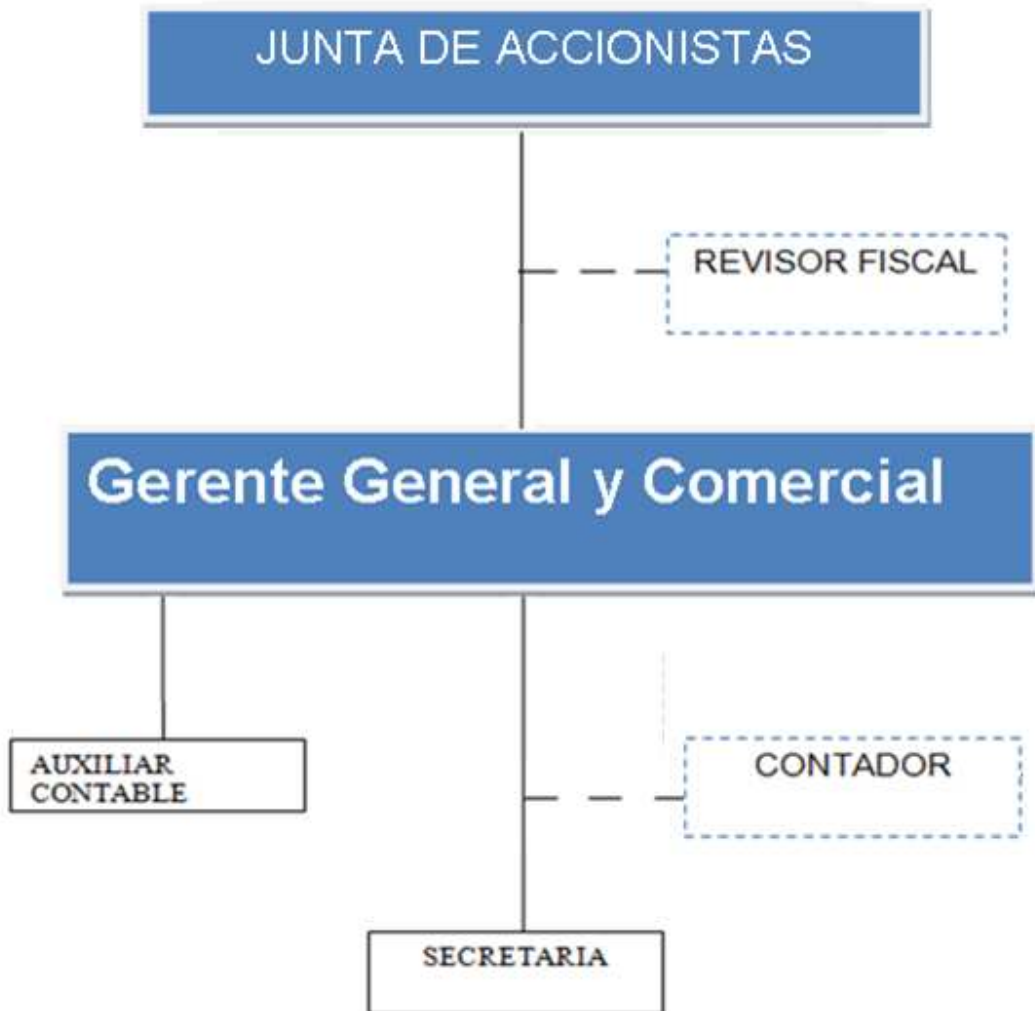 JUNTA DE ACCIONISTAS
REVISOR FISCAL
Gerente General y Comercial
AUXILIAR
CONTABLE
CONTADOR
SECRETARIA